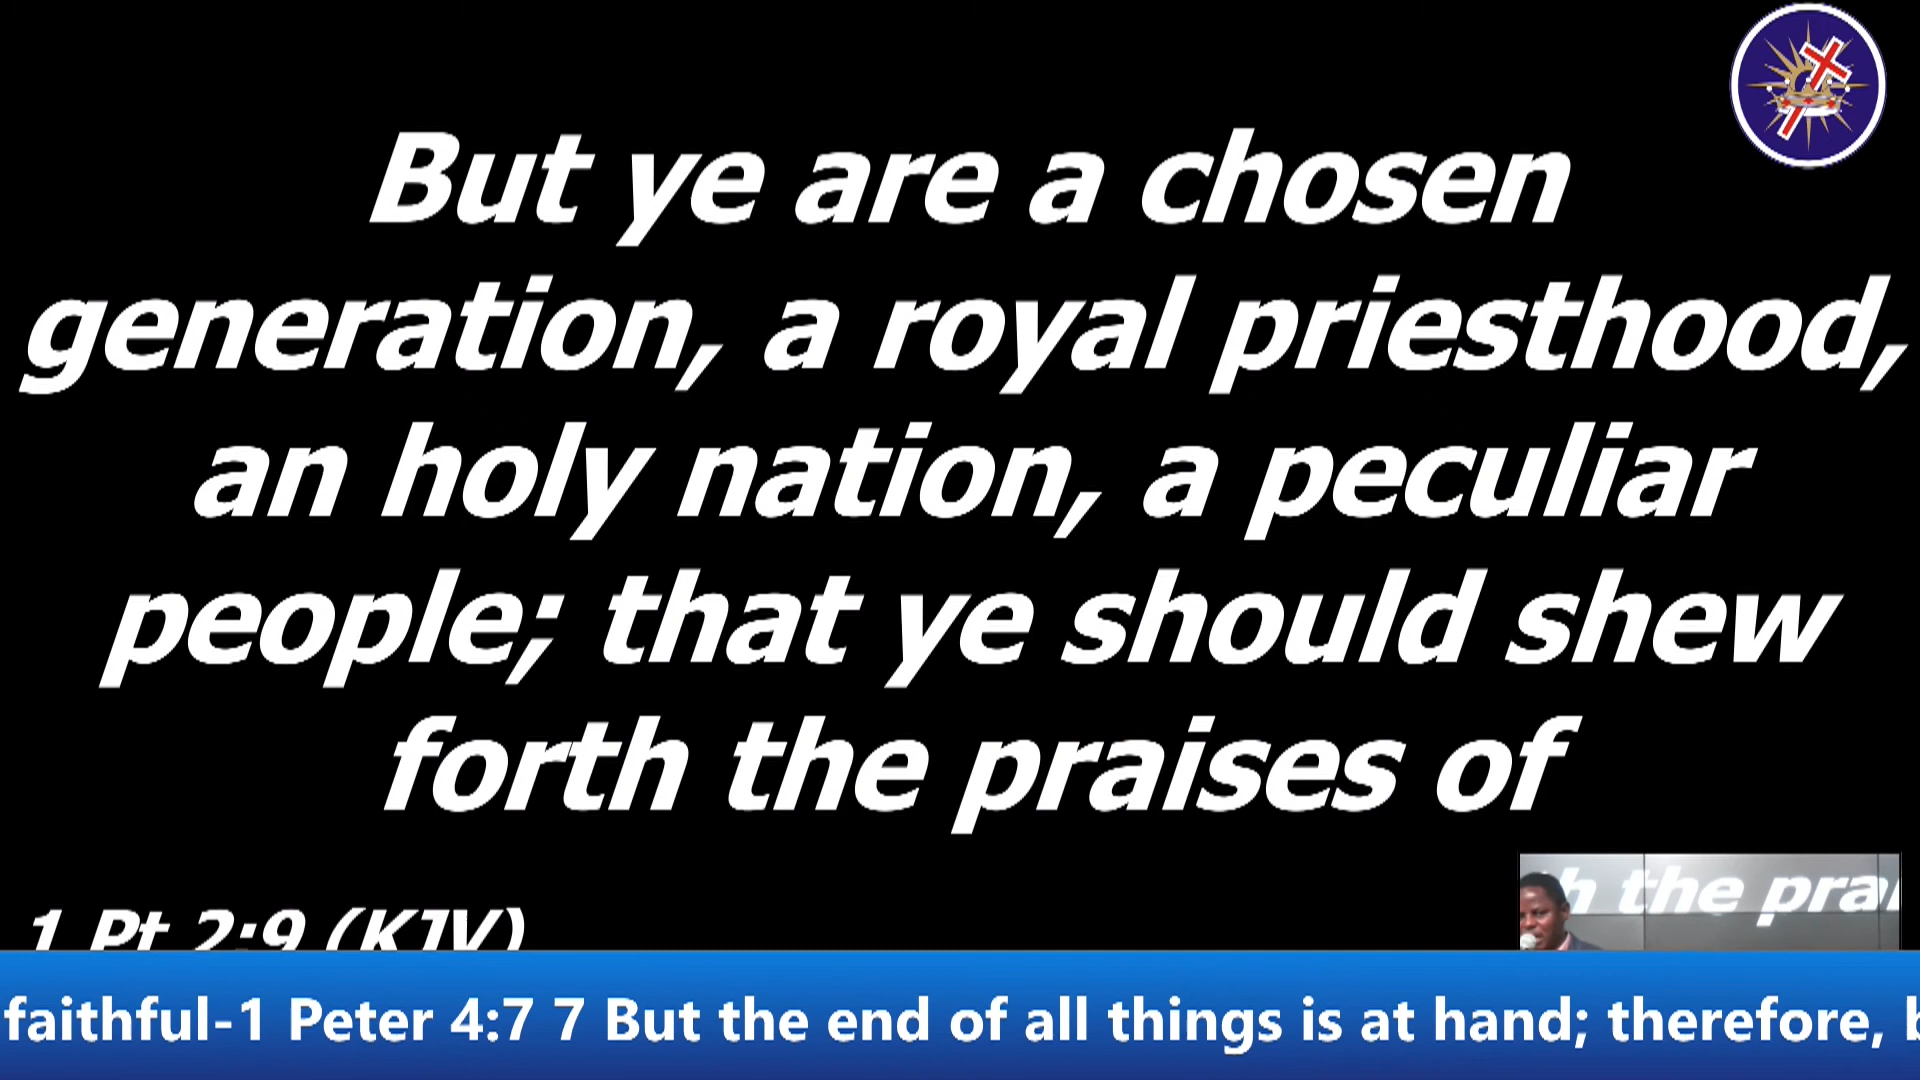 But ye are a chosen
generation, a royal priesthood,
an holy nation, a peculiar
people; that ye should shew
forth the praises of
1 Pt 2:9 (KJV)
the
faithful-1 Peter 4:7 7 But the end of all things is at hand; therefore,